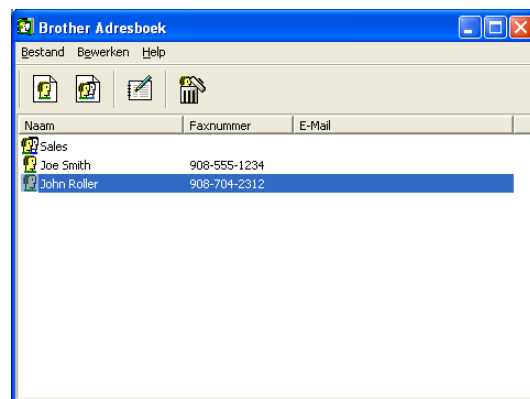 Brother Adresboek
Bestand Bewerken Help
Naam Faxnummer E-Mail
Sales
Joe Smith 908-555-1234
John Roller 908-704-2312